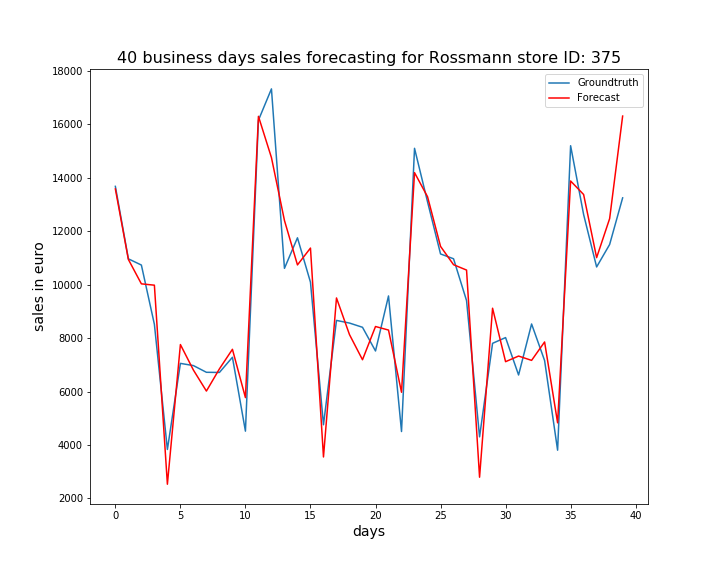 40 business days sales forecasting for Rossmann store ID: 375
18000
16000
14000
12000
10000
8000
6000
4000
2000
sales in euro
Groundtruth
Forecast
0 5 10 15 20 25 30 35 40
days